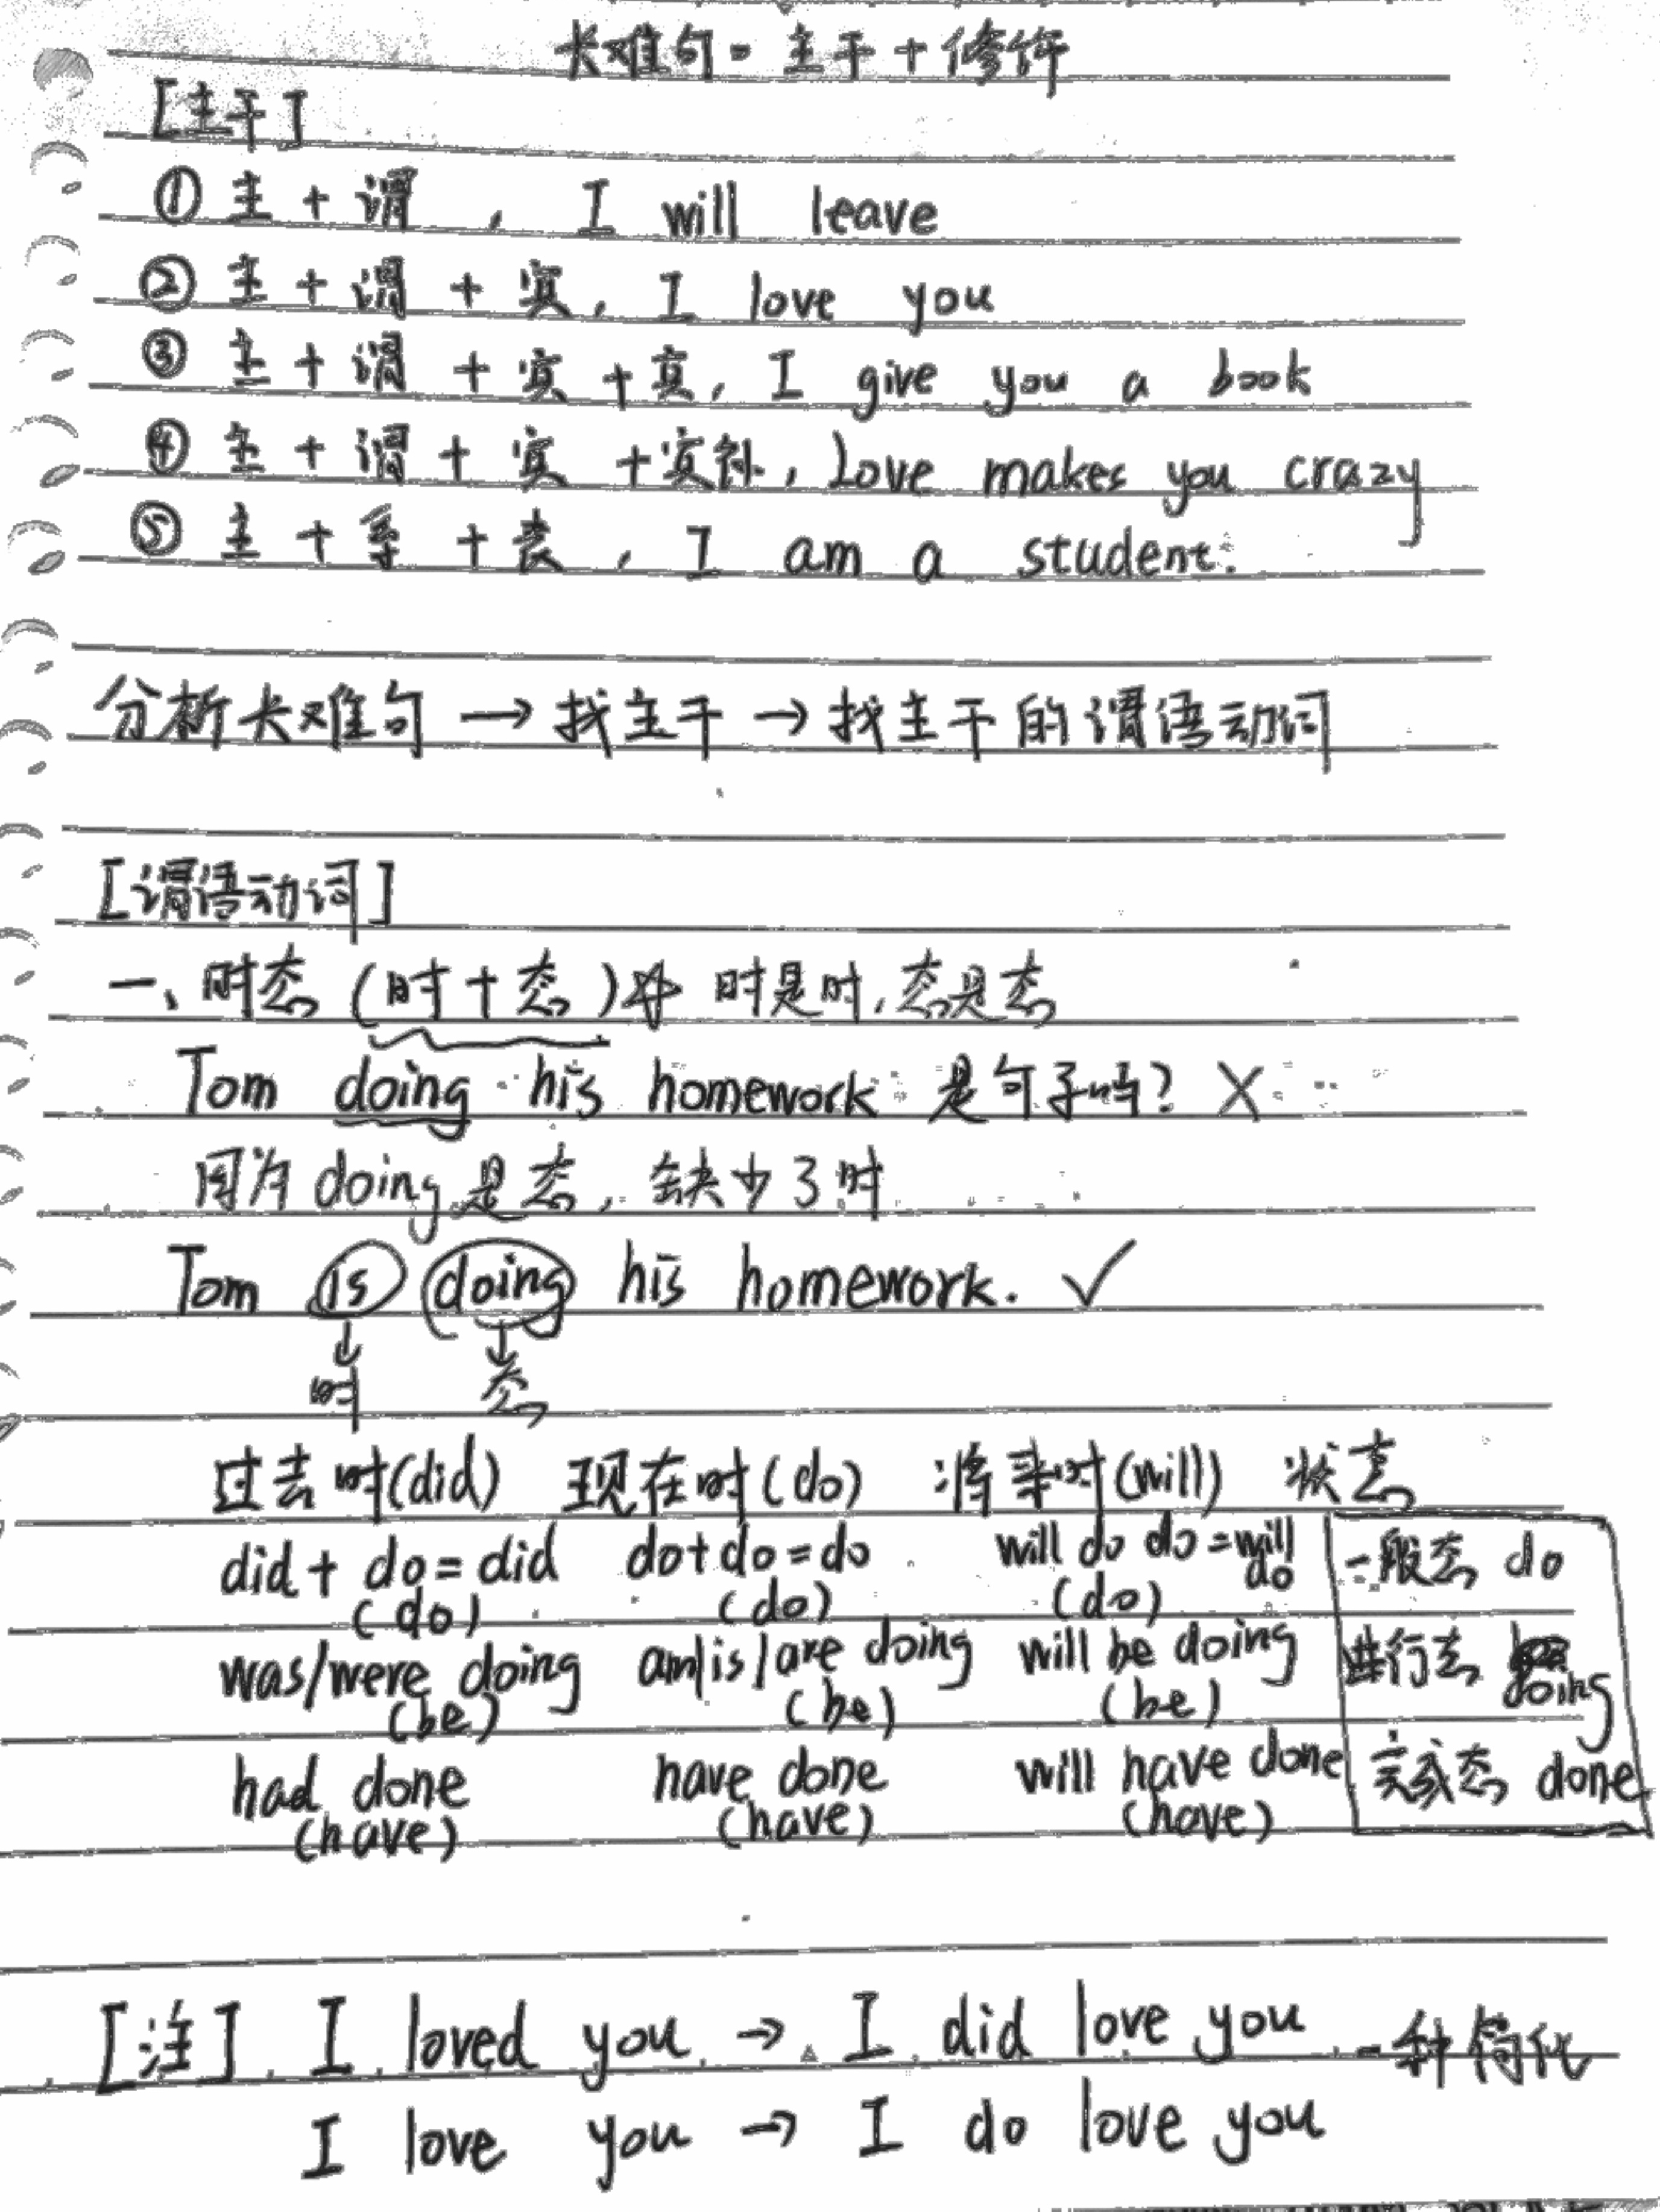 长难句=主干+修饰
[主干]
① 主+谓, I will leave
② 主+谓+宾, I love you
③ 主+谓+宾+宾, I give you a book
④ 主+谓+宾+宾补, Love makes you crazy
⑤ 主+系+表, I am a student.
分析长难句→找主干→找主干的谓语动词
[谓语动词]
一、时态(时+态)☆ 时是时,态是态
Tom doing his homework 是句子吗? X
因为 doing 是态, 缺少了时
Tom is doing his homework. ✓
↓ ↓
时 态
过去时(did) 现在时(do) 将来时(will) 状态
did + do = did do+do=do will do do=will do 一般态 do
(do) (do) (do)
was/were doing am|is|are doing will be doing 进行态 doing
(be) (be) (be)
had done have done will have done 完成态 done
(have) (have) (have)
[注] I loved you → I did love you 一种简化
I love you → I do love you